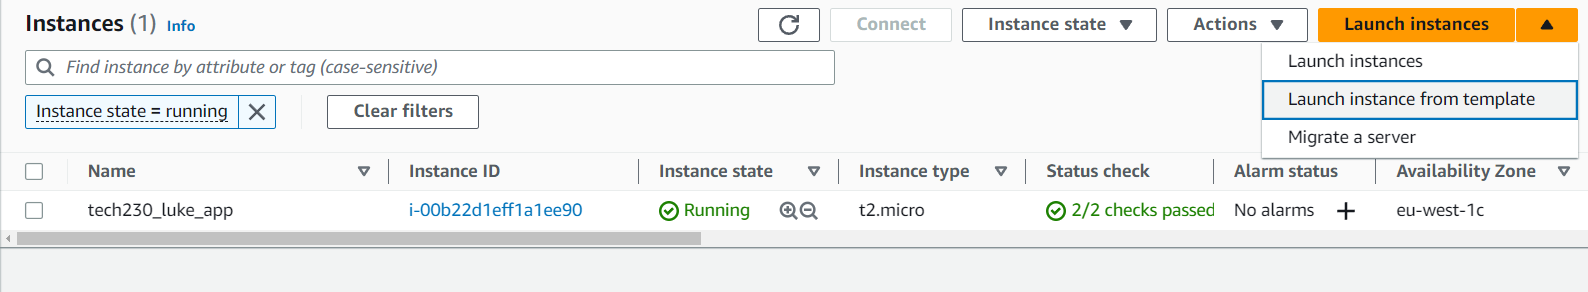 Instances (1) Info Connect Instance state Actions Launch instances
Find instance by attribute or tag (case-sensitive)
Launch instances
Launch instance from template
Migrate a server
Instance state = running Clear filters
Name Instance ID Instance state Instance type Status check Alarm status Availability Zone
tech230_luke_app i-00b22d1eff1a1ee90 Running t2.micro 2/2 checks passed No alarms eu-west-1c